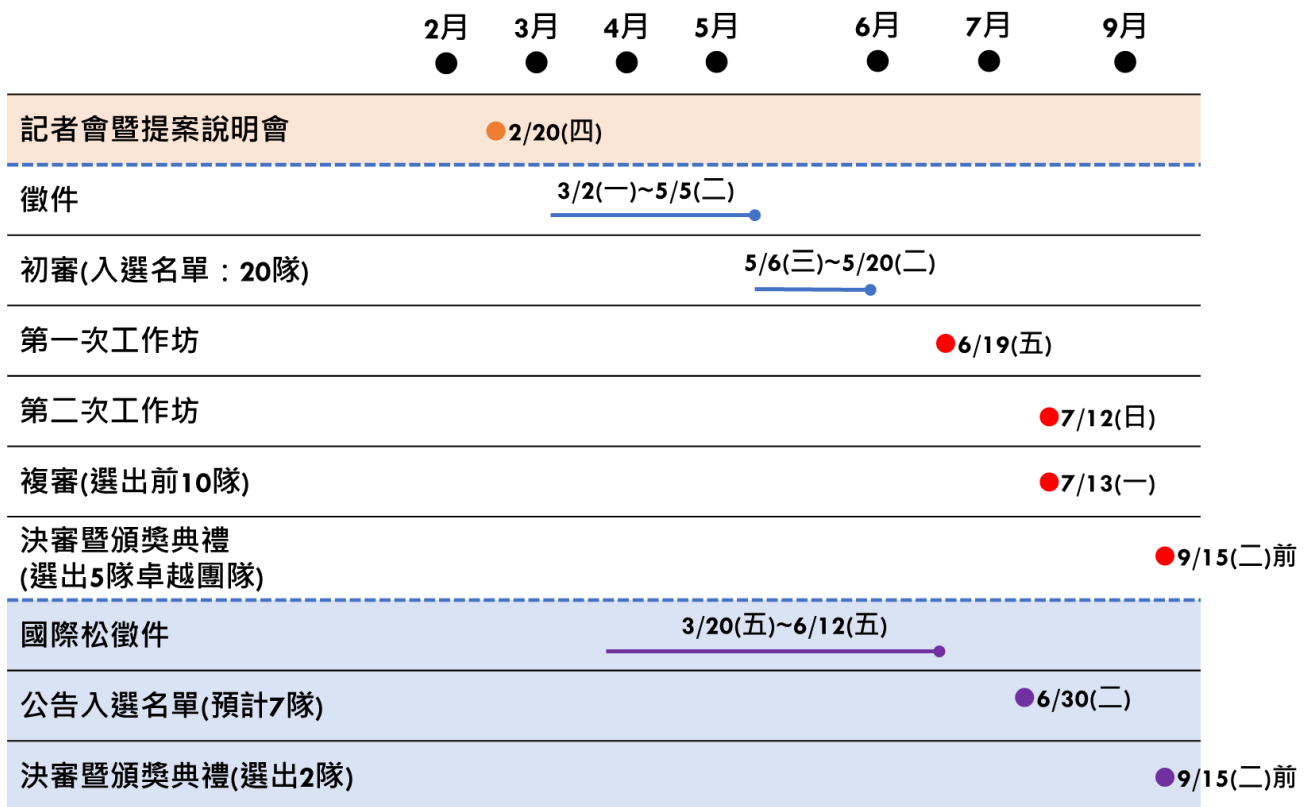 2月 3月 4月 5月 6月 7月 9月
記者會暨提案說明會 2/20(四)
徵件 3/2(一)~5/5(二)
初審(入選名單：20隊) 5/6(三)~5/20(二)
第一次工作坊 6/19(五)
第二次工作坊 7/12(日)
複審(選出前10隊) 7/13(一)
決審暨頒獎典禮
(選出5隊卓越團隊) 9/15(二)前
國際松徵件 3/20(五)~6/12(五)
公告入選名單(預計7隊) 6/30(二)
決審暨頒獎典禮(選出2隊) 9/15(二)前